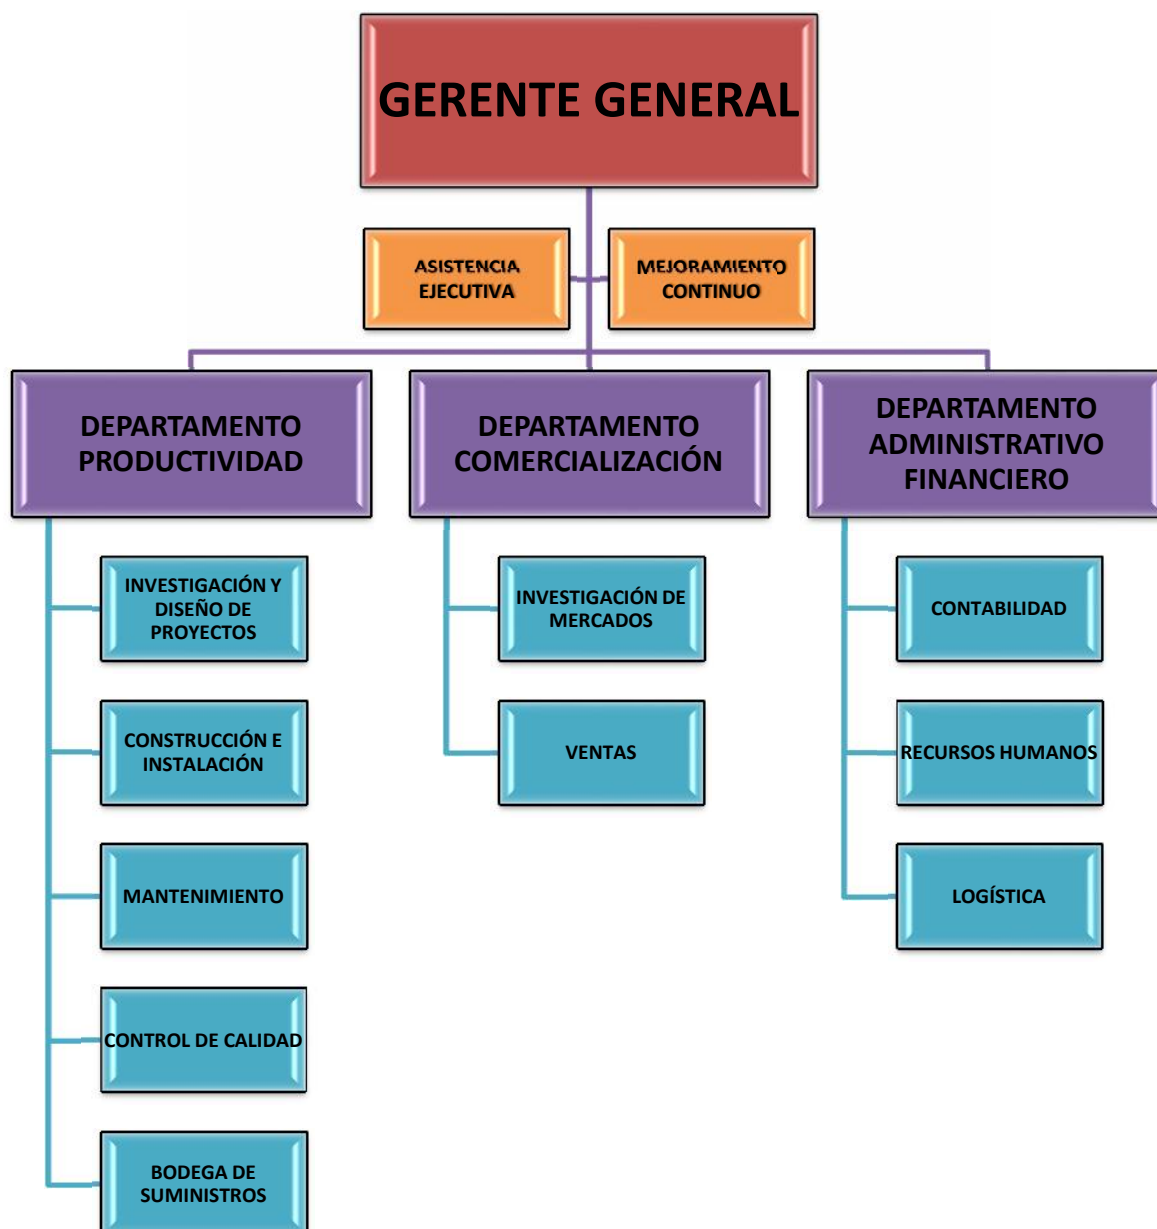 GERENTE GENERAL
ASISTENCIA
EJECUTIVA
MEJORAMIENTO
CONTINUO
DEPARTAMENTO
PRODUCTIVIDAD
DEPARTAMENTO
COMERCIALIZACIÓN
DEPARTAMENTO
ADMINISTRATIVO
FINANCIERO
INVESTIGACIÓN Y
DISEÑO DE
PROYECTOS
CONSTRUCCIÓN E
INSTALACIÓN
MANTENIMIENTO
CONTROL DE CALIDAD
BODEGA DE
SUMINISTROS
INVESTIGACIÓN DE
MERCADOS
VENTAS
CONTABILIDAD
RECURSOS HUMANOS
LOGÍSTICA